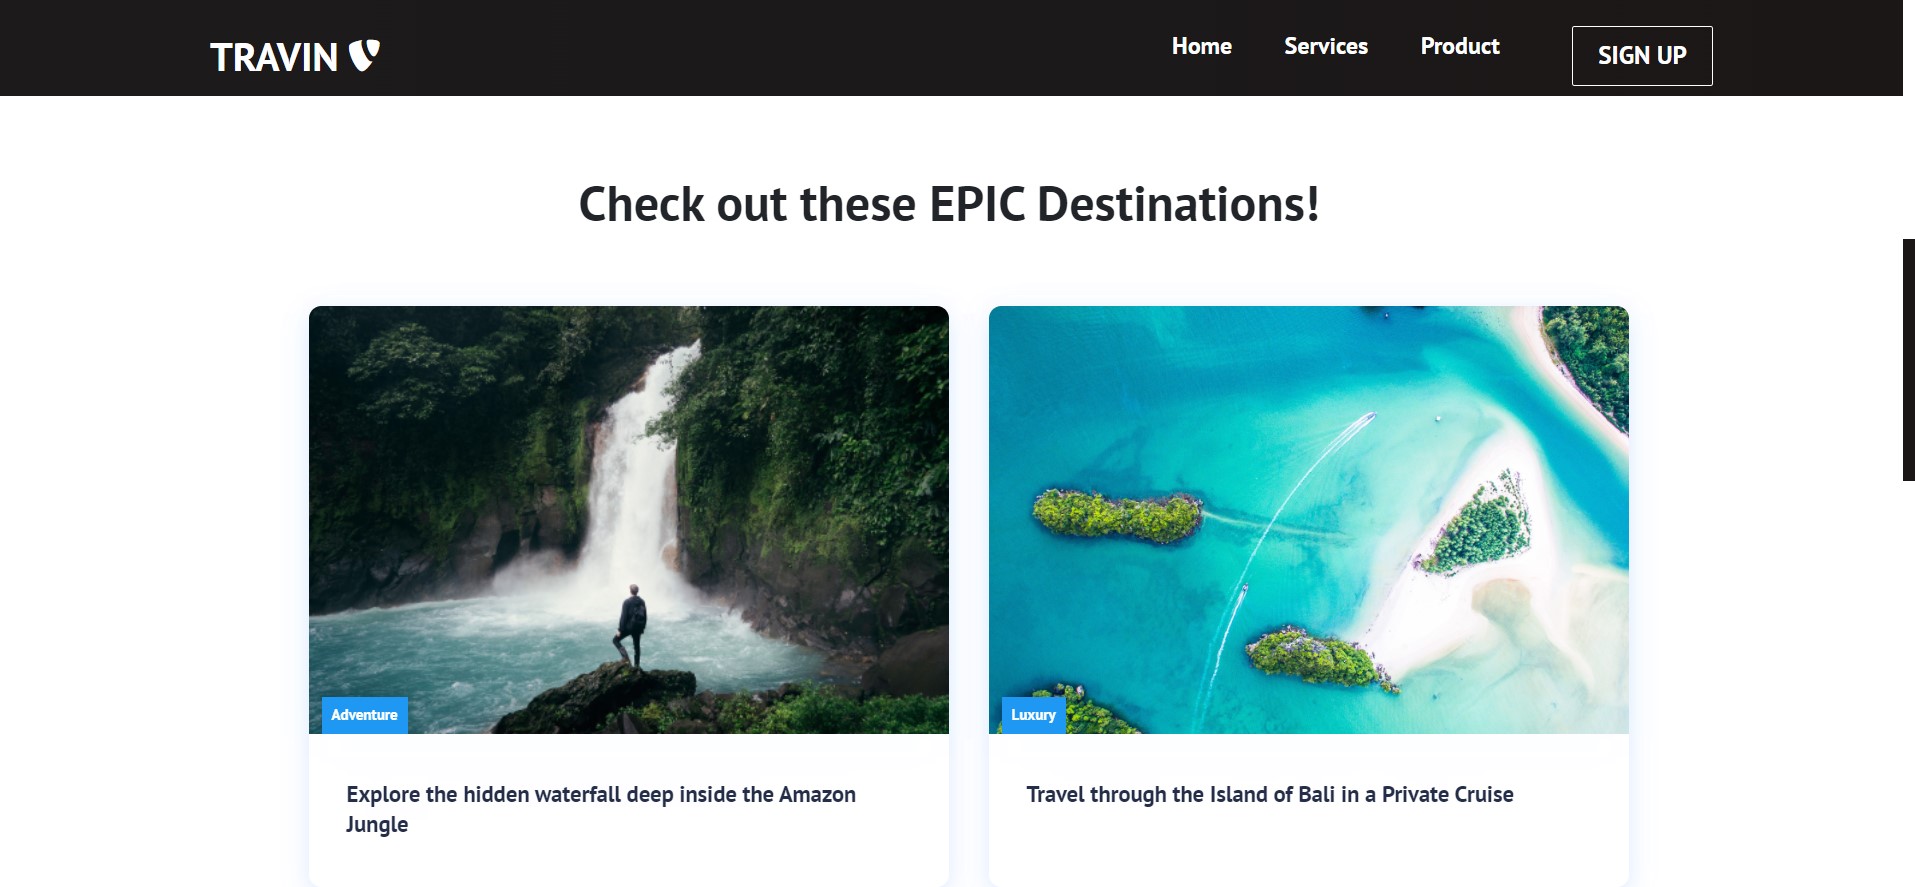 TRAVIN
Home Services Product SIGN UP
Check out these EPIC Destinations!
Adventure
Explore the hidden waterfall deep inside the Amazon
Jungle
Luxury
Travel through the Island of Bali in a Private Cruise